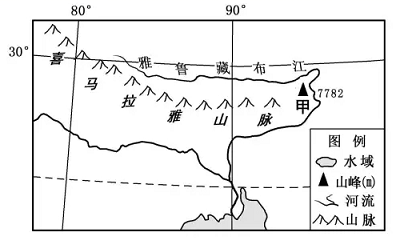 80°
90°
30°
雅鲁藏布江
喜马拉雅山脉
7782
甲
图例
水域
山峰(m)
河流
山脉